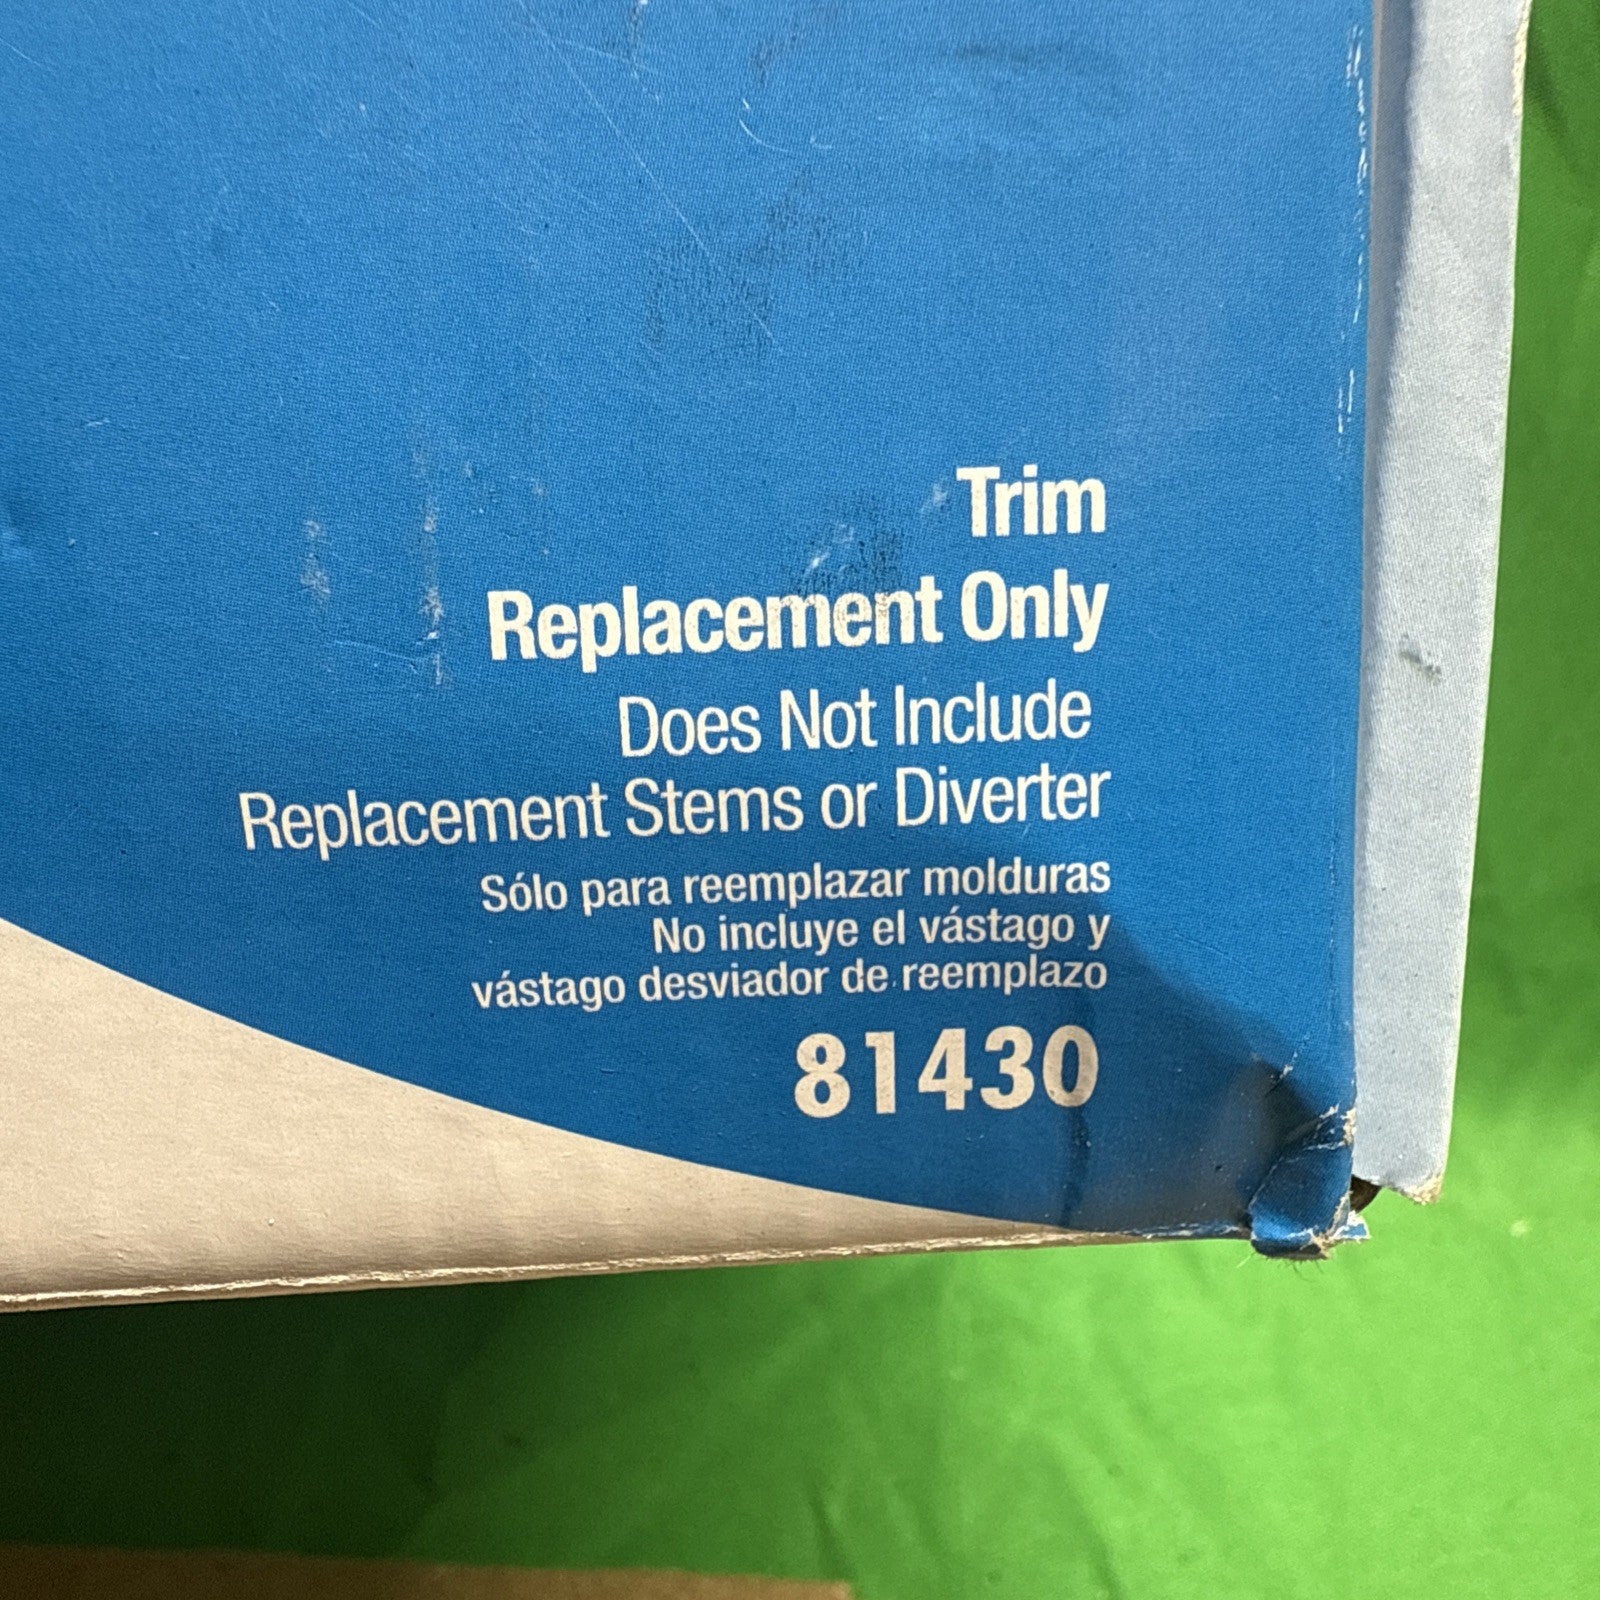 Trim
Replacement Only
Does Not Include
Replacement Stems or Diverter
Sólo para reemplazar molduras
No incluye el vástago y
vástago desviador de reemplazo
81430